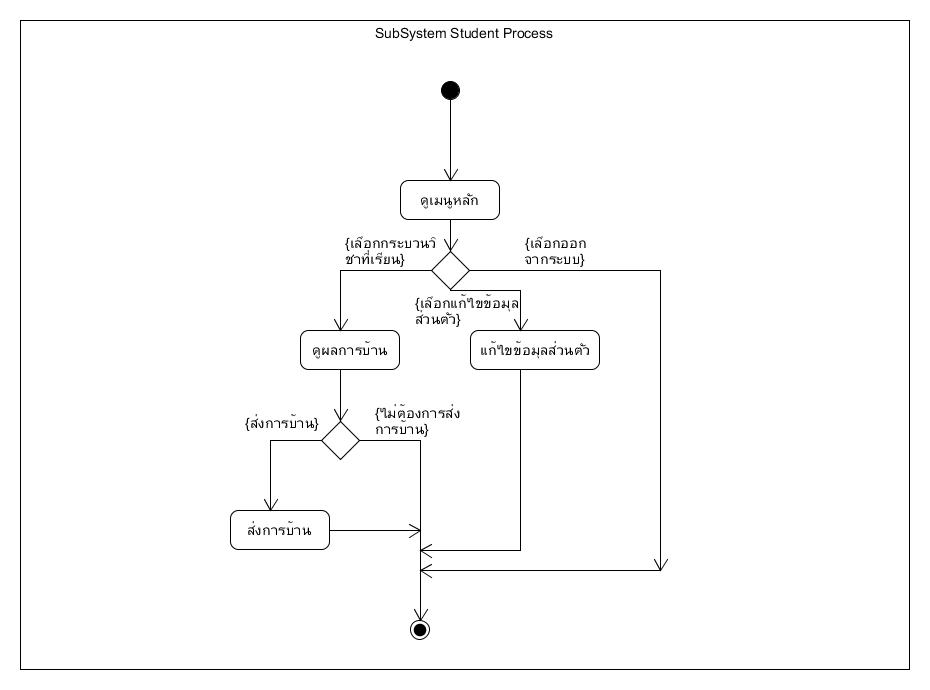 SubSystem Student Process
ดูเมนูหลัก
{เลือกกระบวนวิ
ชาที่เรียน}
{เลือกออก
จากระบบ}
{เลือกแก้ไขข้อมูล
ส่วนตัว}
ดูผลการบ้าน
แก้ไขข้อมูลส่วนตัว
{ส่งการบ้าน}
{ไม่ต้องการส่ง
การบ้าน}
ส่งการบ้าน